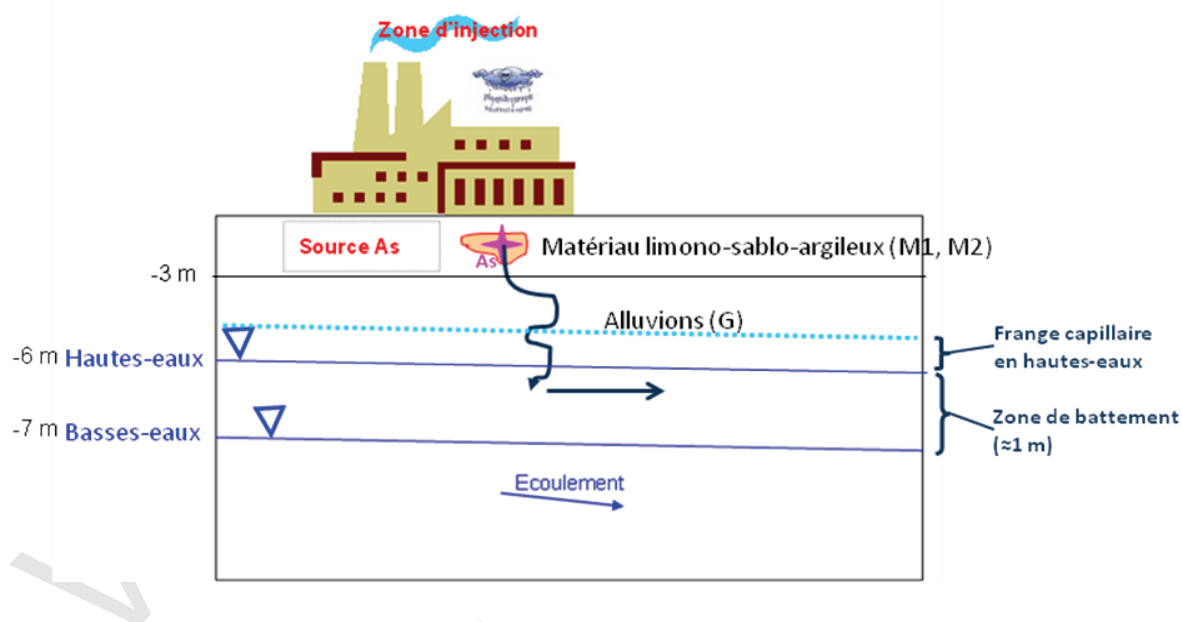 Zone d'injection
Source As
As
Matériau limono-sablo-argileux (M1, M2)
-3 m
Alluvions (G)
Frange capillaire
en hautes-eaux
-6 m Hautes-eaux
Zone de battement
(≈1 m)
-7 m Basses-eaux
Ecoulement